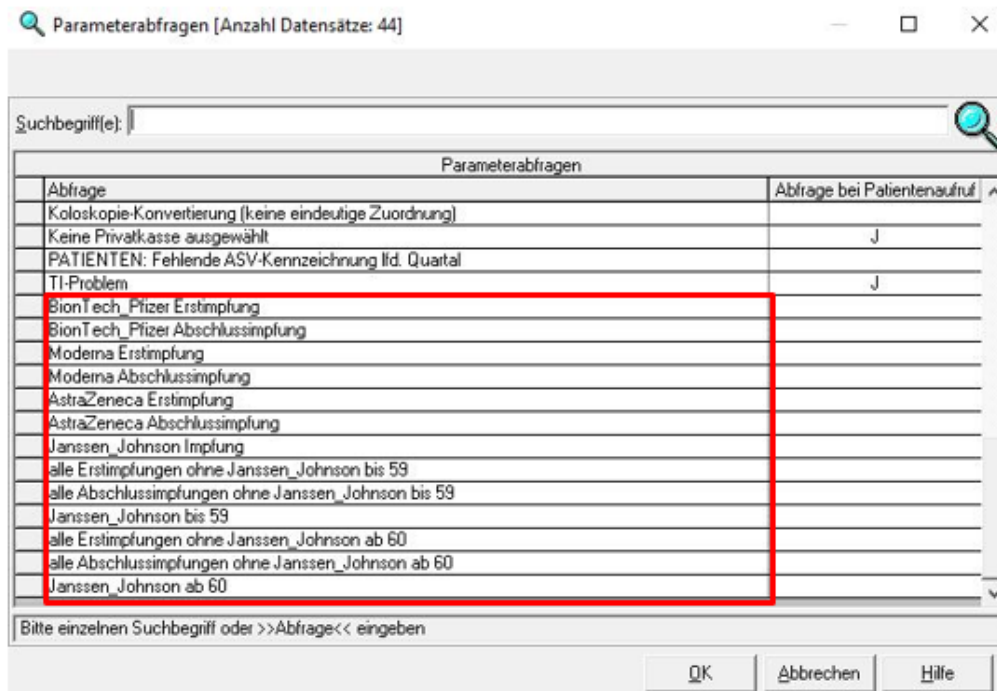 Parameterabfragen [Anzahl Datensätze: 44]
Suchbegriff(e):
Parameterabfragen
Abfrage Abfrage bei Patientenaufruf
Koloskopie-Konvertierung (keine eindeutige Zuordnung)
Keine Privatkasse ausgewählt J
PATIENTEN: Fehlende ASV-Kennzeichnung lfd. Quartal
TI-Problem J
BionTech_Pfizer Erstimpfung
BionTech_Pfizer Abschlussimpfung
Moderna Erstimpfung
Moderna Abschlussimpfung
AstraZeneca Erstimpfung
AstraZeneca Abschlussimpfung
Janssen_Johnson Impfung
alle Erstimpfungen ohne Janssen_Johnson bis 59
alle Abschlussimpfungen ohne Janssen_Johnson bis 59
Janssen_Johnson bis 59
alle Erstimpfungen ohne Janssen_Johnson ab 60
alle Abschlussimpfungen ohne Janssen_Johnson ab 60
Janssen_Johnson ab 60
Bitte einzelnen Suchbegriff oder >>Abfrage<< eingeben
OK Abbrechen Hilfe